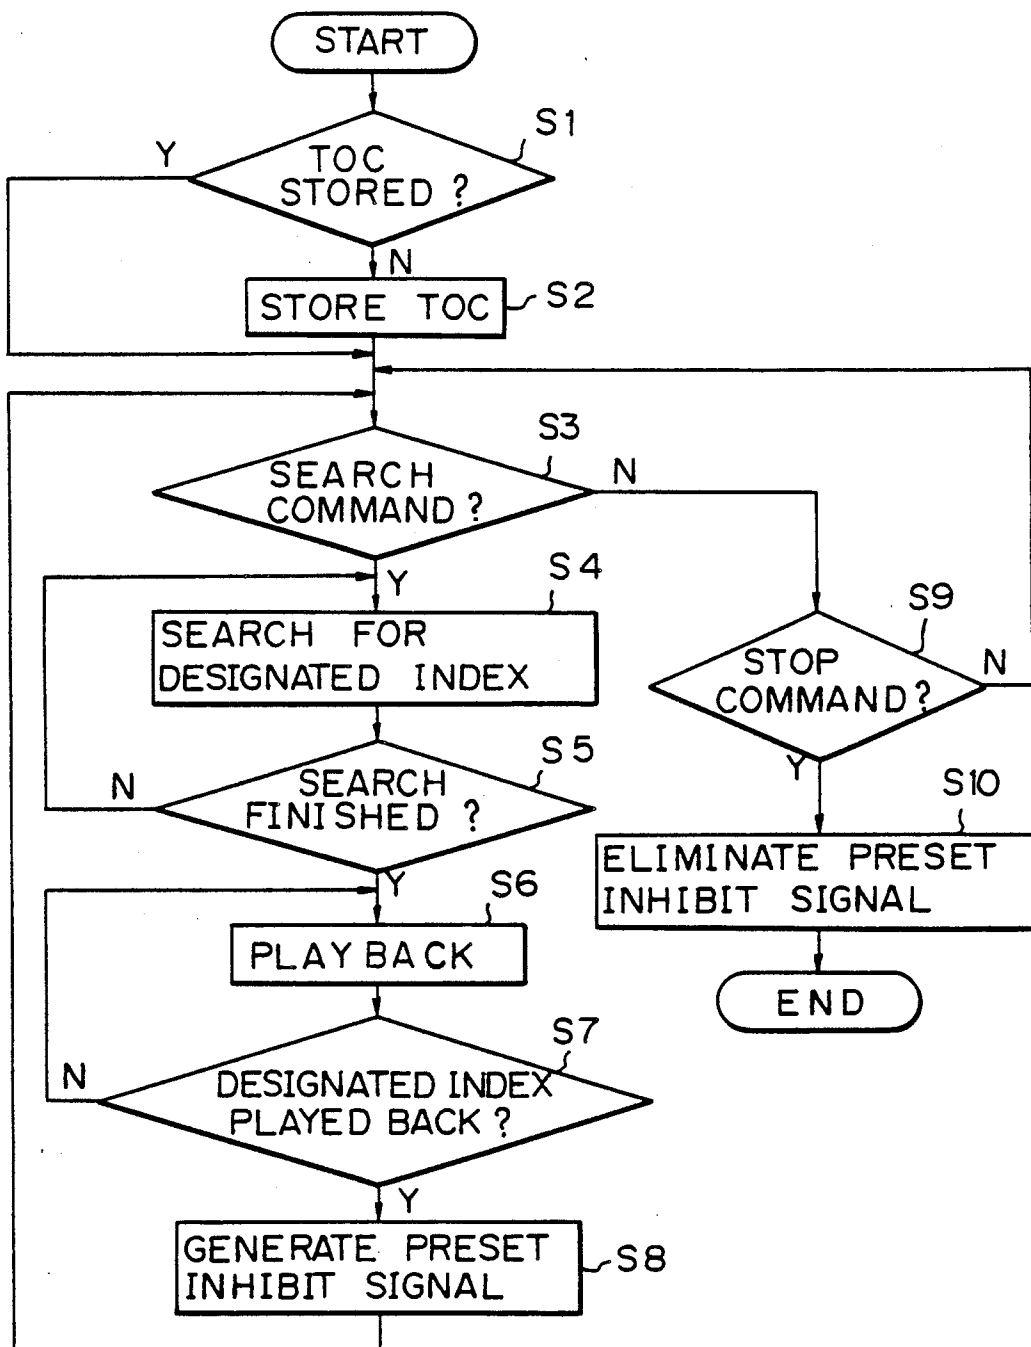 START
S1
Y
TOC
STORED ?
N
STORE TOC
S2
S3
SEARCH
COMMAND ?
N
Y
S4
SEARCH FOR
DESIGNATED INDEX
S9
STOP
COMMAND ?
N
S5
SEARCH
FINISHED ?
N
Y
Y
S10
ELIMINATE PRESET
INHIBIT SIGNAL
S6
PLAY BACK
END
S7
DESIGNATED INDEX
PLAYED BACK ?
N
Y
GENERATE PRESET
INHIBIT SIGNAL
S8